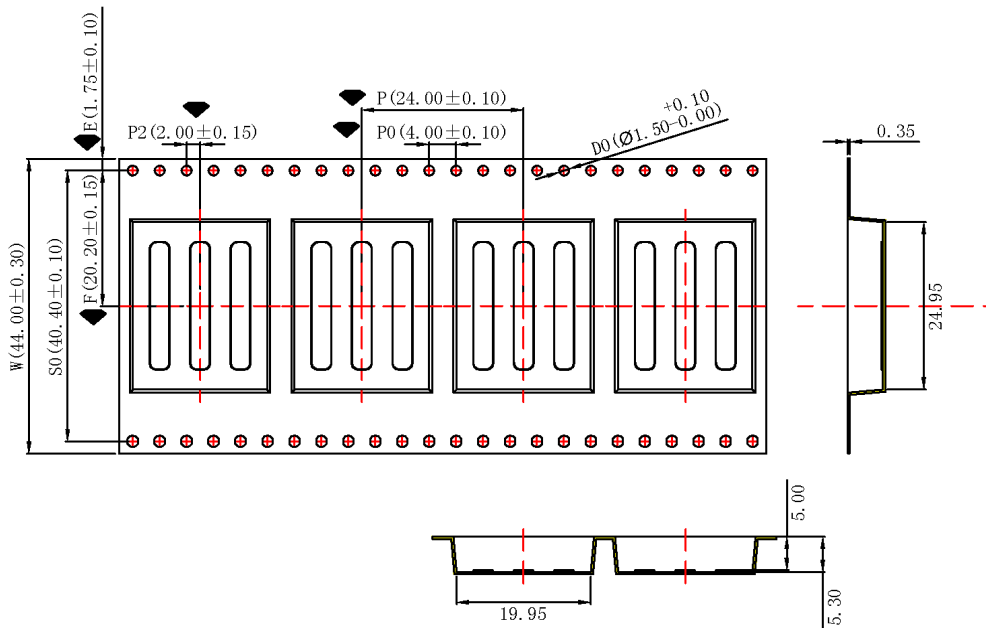 E(1.75±0.10)
P(24.00±0.10)
P2(2.00±0.15)
P0(4.00±0.10)
+0.10
D0(Ø1.50-0.00)
0.35
F(20.20±0.15)
S0(40.40±0.10)
W(44.00±0.30)
24.95
5.00
5.30
19.95